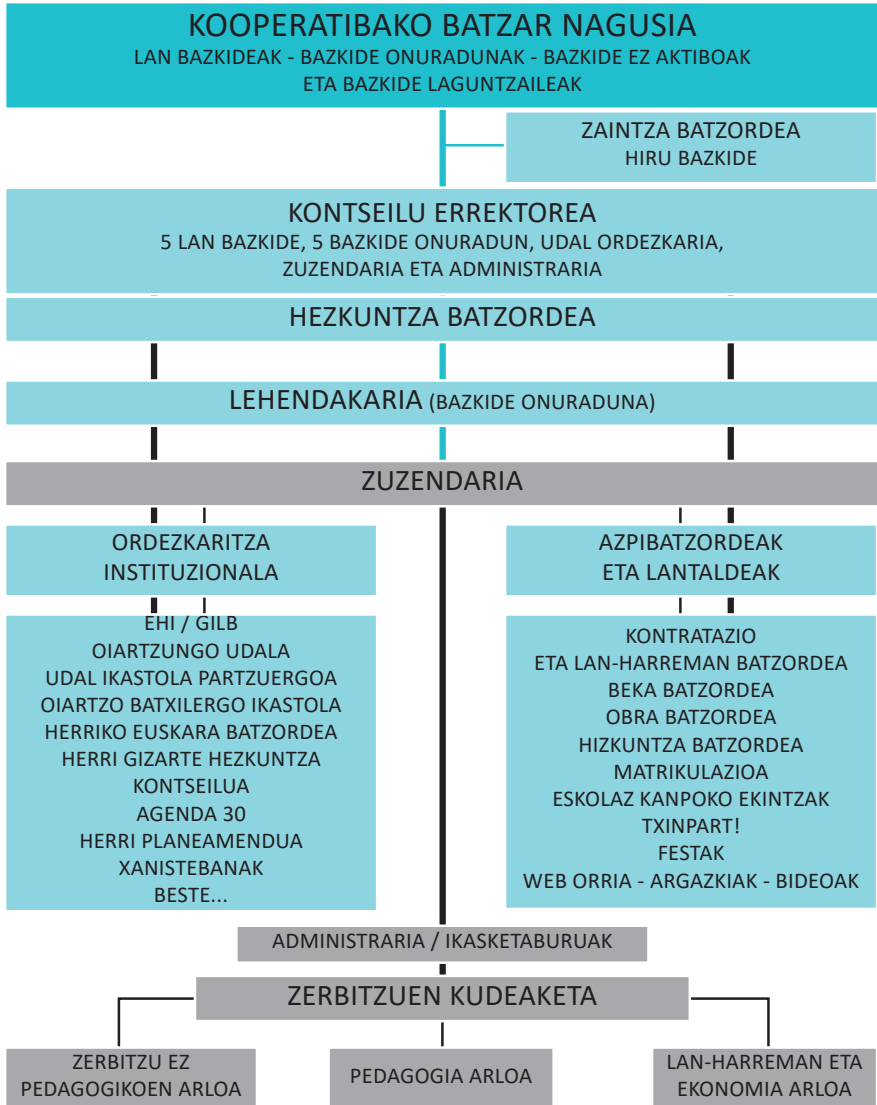 KOOPERATIBAKO BATZAR NAGUSIA
LAN BAZKIDEAK - BAZKIDE ONURADUNAK - BAZKIDE EZ AKTIBOAK
ETA BAZKIDE LAGUNTZAILEAK
ZAINTZA BATZORDEA
HIRU BAZKIDE
KONTSEILU ERREKTOREA
5 LAN BAZKIDE, 5 BAZKIDE ONURADUN, UDAL ORDEZKARIA,
ZUZENDARIA ETA ADMINISTRARIA
HEZKUNTZA BATZORDEA
LEHENDAKARIA (BAZKIDE ONURADUNA)
ZUZENDARIA
ORDEZKARITZA
INSTITUZIONALA
EHI / GILB
OIARTZUNGO UDALA
UDAL IKASTOLA PARTZUERGOA
OIARTZO BATXILERGO IKASTOLA
HERRIKO EUSKARA BATZORDEA
HERRI GIZARTE HEZKUNTZA
KONTSEILUA
AGENDA 30
HERRI PLANEAMENDUA
XANISTEBANAK
BESTE...
AZPIBATZORDEAK
ETA LANTALDEAK
KONTRATAZIO
ETA LAN-HARREMAN BATZORDEA
BEKA BATZORDEA
OBRA BATZORDEA
HIZKUNTZA BATZORDEA
MATRIKULAZIOA
ESKOLAZ KANPOKO EKINTZAK
TXINPART!
FESTAK
WEB ORRIA - ARGAZKIAK - BIDEOAK
ADMINISTRARIA / IKASKETABURUAK
ZERBITZUEN KUDEAKETA
ZERBITZU EZ
PEDAGOGIKOEN ARLOA
PEDAGOGIA ARLOA
LAN-HARREMAN ETA
EKONOMIA ARLOA